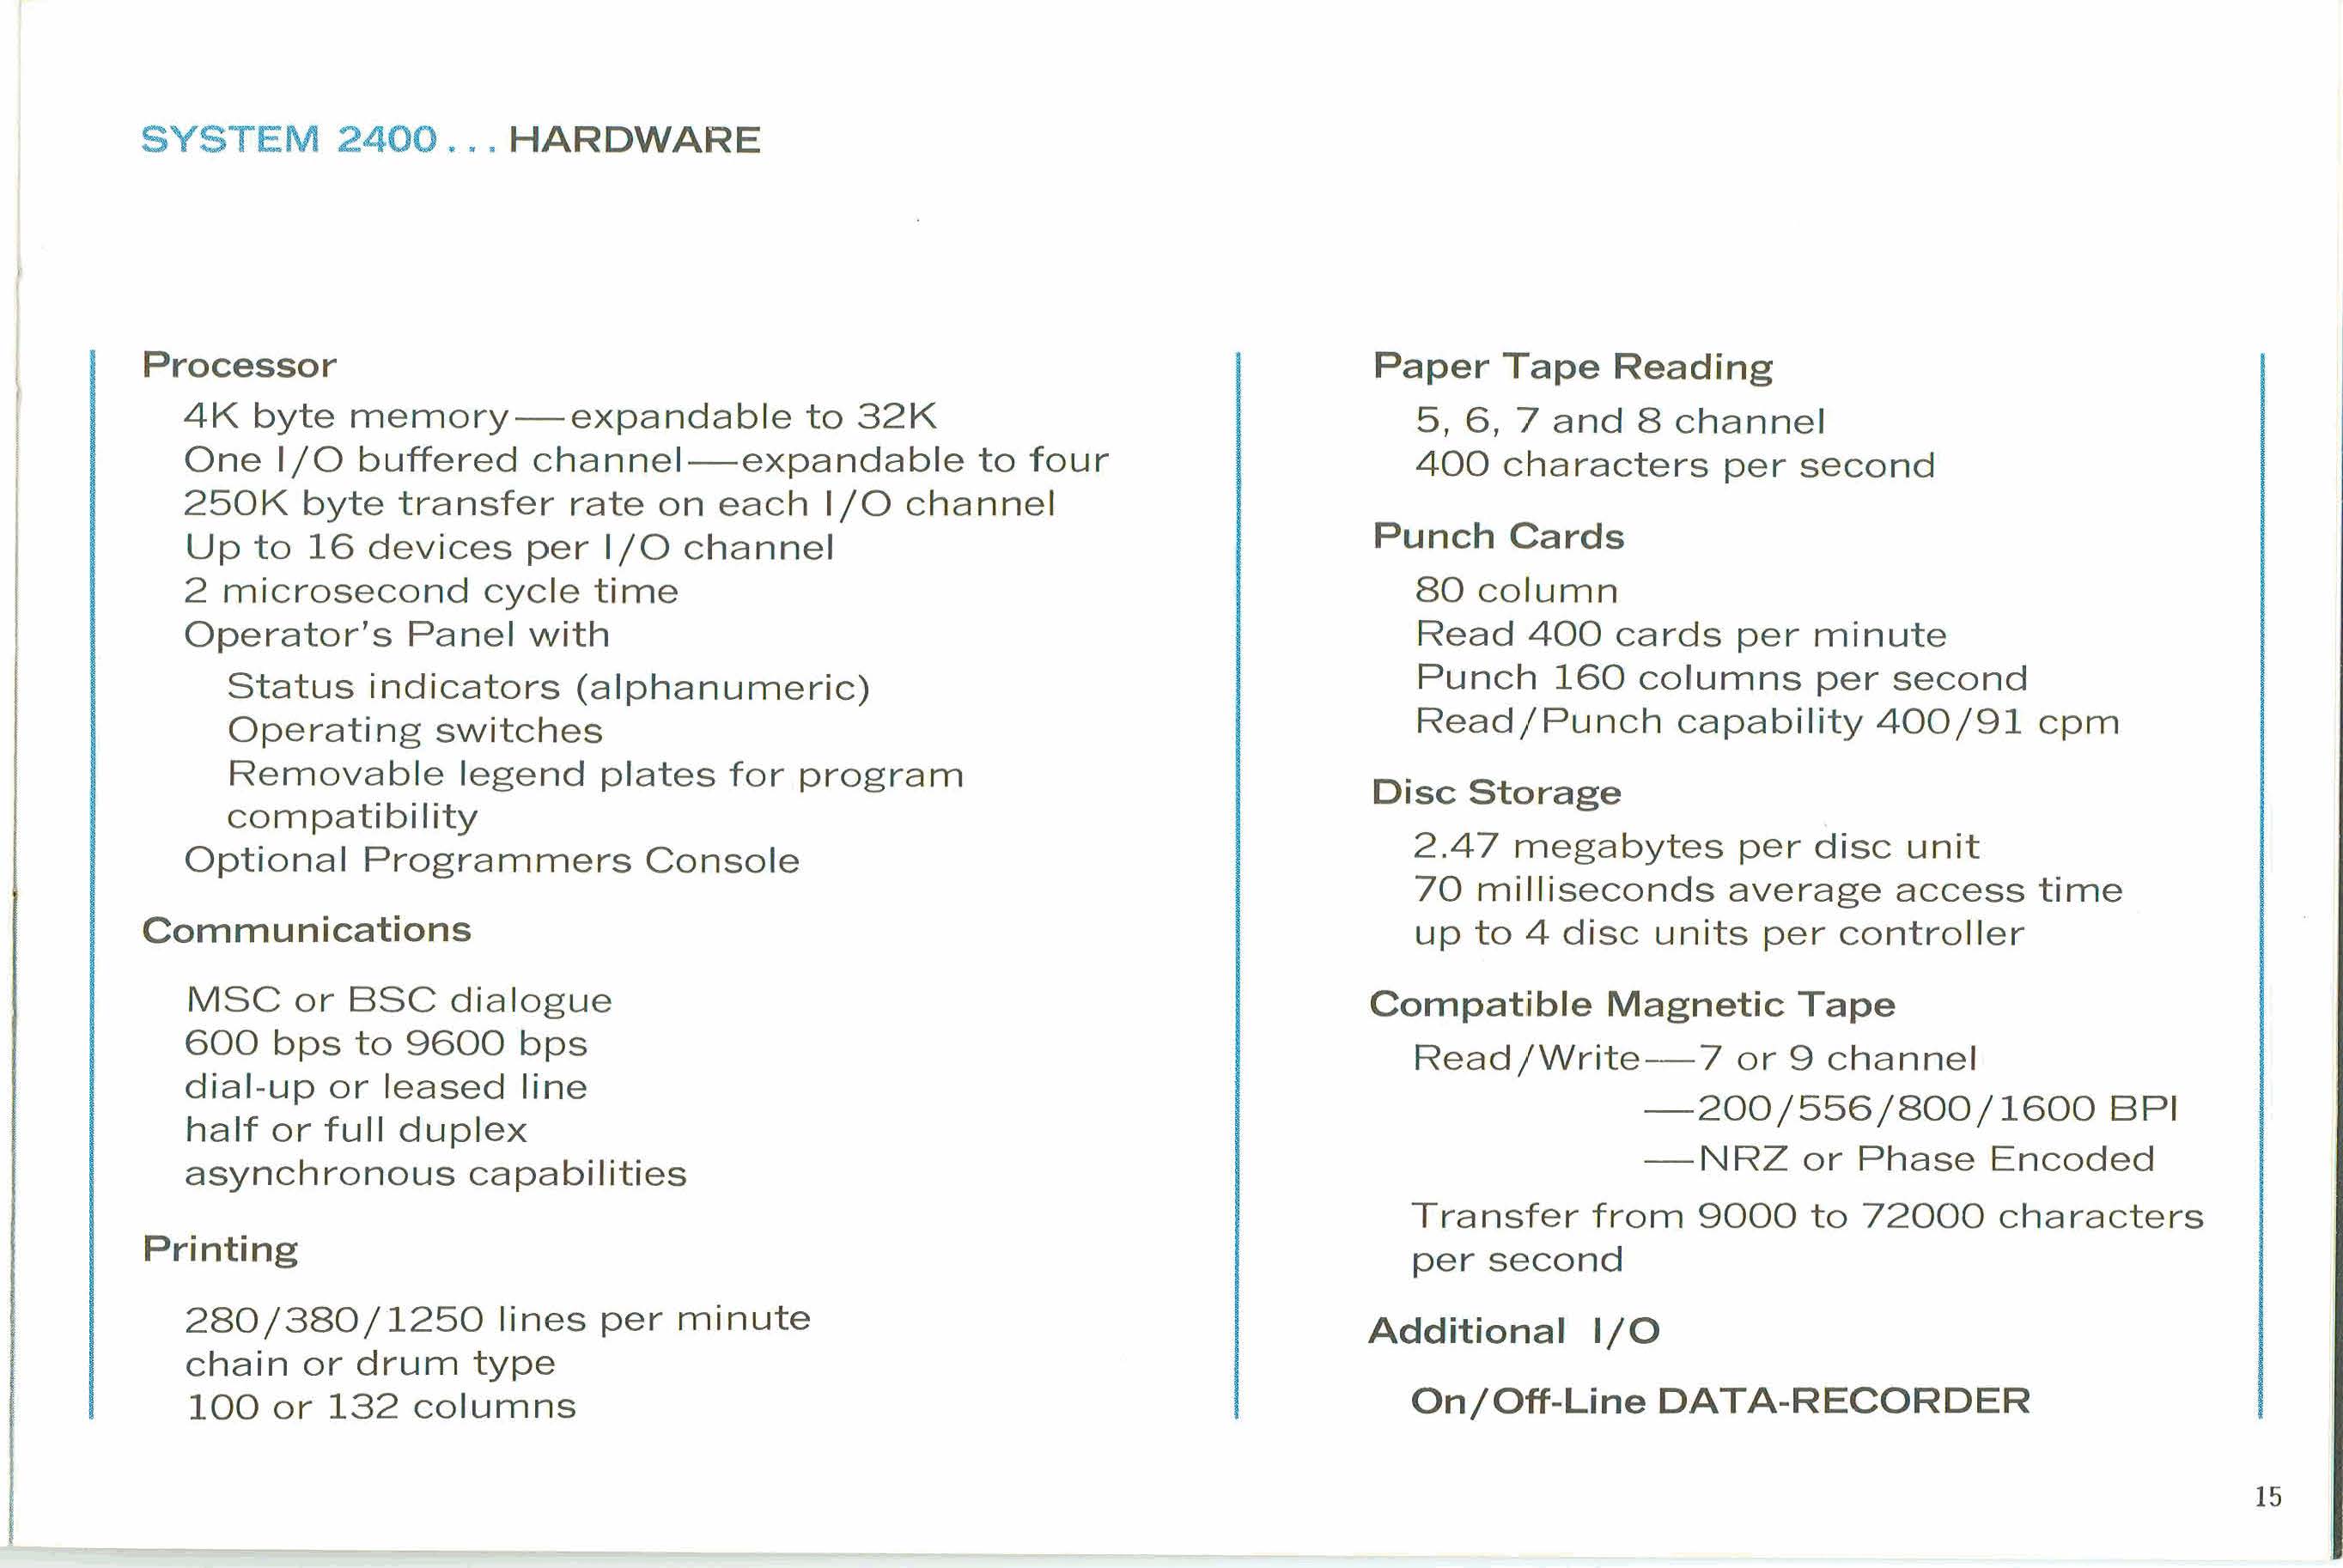 SYSTEM 2400 . . . HARDWARE
Processor
4K byte memory—expandable to 32K
One I/O buffered channel—expandable to four
250K byte transfer rate on each I/O channel
Up to 16 devices per I/O channel
2 microsecond cycle time
Operator's Panel with
Status indicators (alphanumeric)
Operating switches
Removable legend plates for program
compatibility
Optional Programmers Console
Communications
MSC or BSC dialogue
600 bps to 9600 bps
dial-up or leased line
half or full duplex
asynchronous capabilities
Printing
280/380/1250 lines per minute
chain or drum type
100 or 132 columns
Paper Tape Reading
5, 6, 7 and 8 channel
400 characters per second
Punch Cards
80 column
Read 400 cards per minute
Punch 160 columns per second
Read/Punch capability 400/91 cpm
Disc Storage
2.47 megabytes per disc unit
70 milliseconds average access time
up to 4 disc units per controller
Compatible Magnetic Tape
Read/Write—7 or 9 channel
—200/556/800/1600 BPI
—NRZ or Phase Encoded
Transfer from 9000 to 72000 characters
per second
Additional I/O
On/Off-Line DATA-RECORDER
15